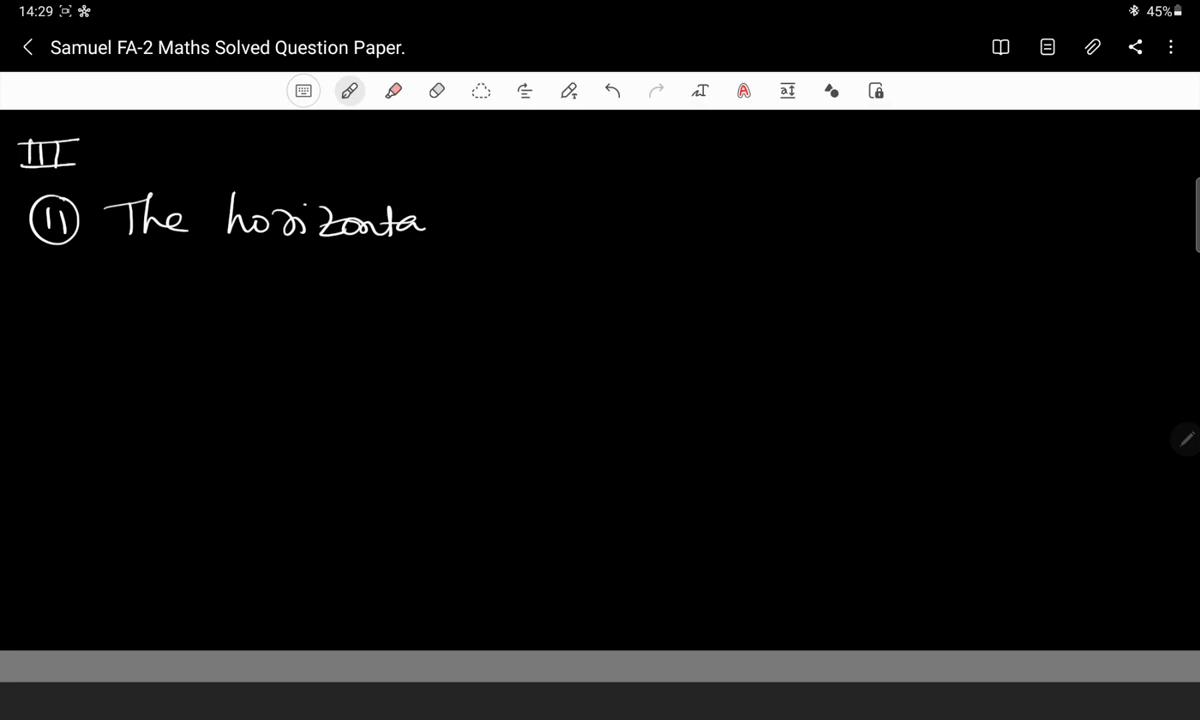 14:29 45%
Samuel FA-2 Maths Solved Question Paper.
III
11 The horizonta